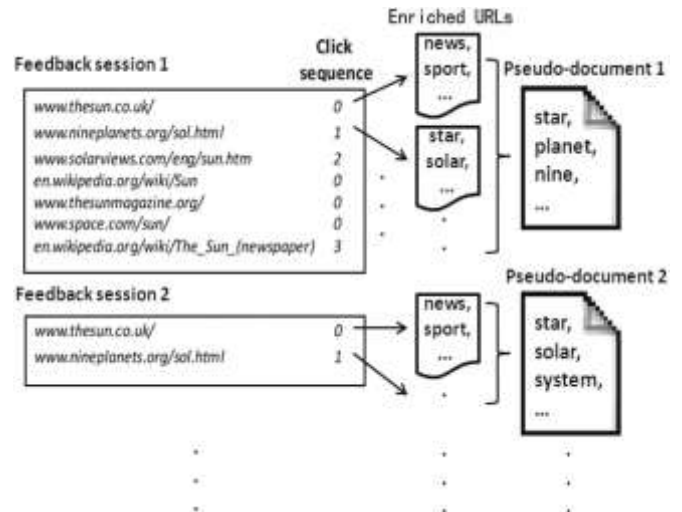 Enriched URLs
Click
sequence
Feedback session 1
www.thesun.co.uk/ 0
www.nineplanets.org/sol.html 1
www.solarviews.com/eng/sun.htm 2
en.wikipedia.org/wiki/Sun 0
www.thesunmagazine.org/ 0
www.space.com/sun/ 0
en.wikipedia.org/wiki/The_Sun_(newspaper) 3
news,
sport,
...
star,
solar,
...
Pseudo-document 1
star,
planet,
nine,
...
Feedback session 2
www.thesun.co.uk/ 0
www.nineplanets.org/sol.html 1
news,
sport,
...
Pseudo-document 2
star,
solar,
system,
...